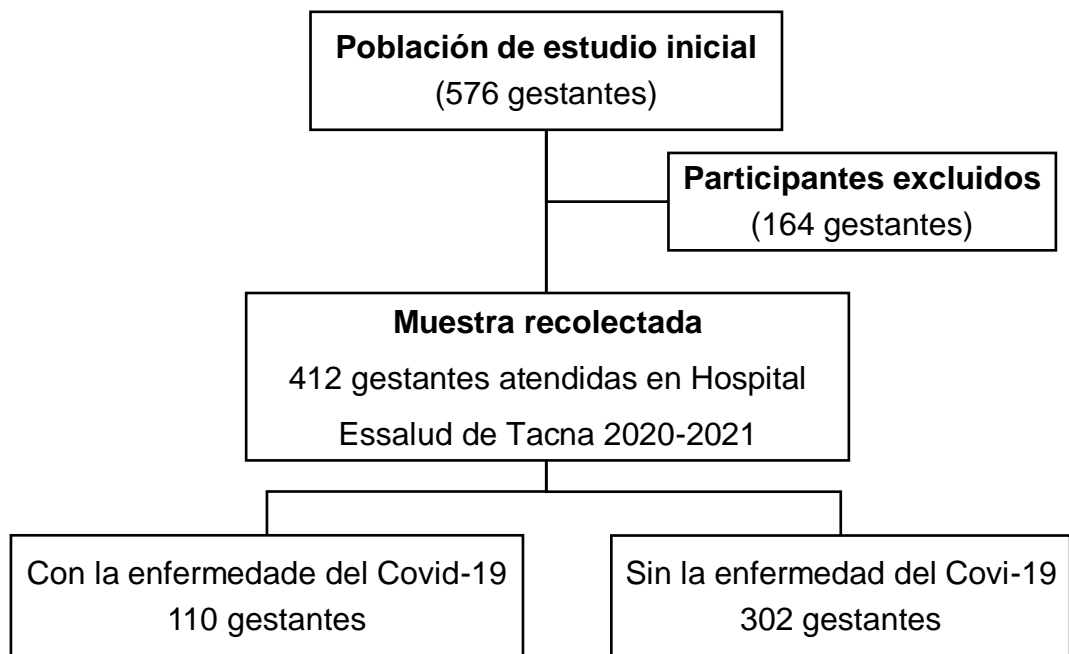 Población de estudio inicial
(576 gestantes)
Participantes excluidos
(164 gestantes)
Muestra recolectada
412 gestantes atendidas en Hospital
Essalud de Tacna 2020-2021
Con la enfermedade del Covid-19
110 gestantes
Sin la enfermedad del Covi-19
302 gestantes